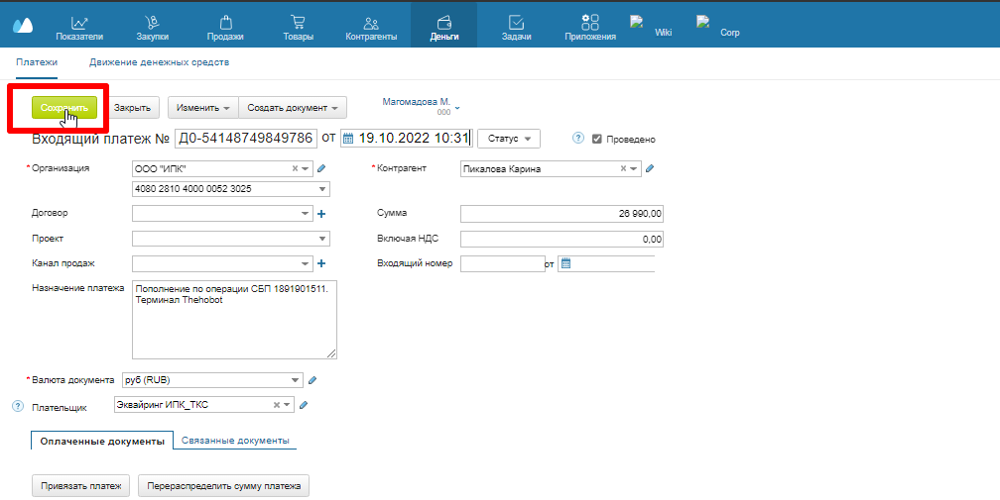 Показатели Закупки Продажи Товары Контрагенты Деньги Задачи Приложения Wiki Corp
Платежи Движение денежных средств
Сохранить Закрыть Изменить Создать документ Магомадова М.
000
Входящий платеж № Д0-54148749849786 от 19.10.2022 10:31 Статус ? Проведено
* Организация ООО "ИПК" * Контрагент Пикалова Карина
4080 2810 4000 0052 3025
Договор Сумма 26 990,00
Проект Включая НДС 0,00
Канал продаж Входящий номер от
Назначение платежа Пополнение по операции СБП 1891901511.
Терминал Thehobot
* Валюта документа руб (RUB)
? Плательщик Эквайринг ИПК_ТКС
Оплаченные документы Связанные документы
Привязать платеж Перераспределить сумму платежа